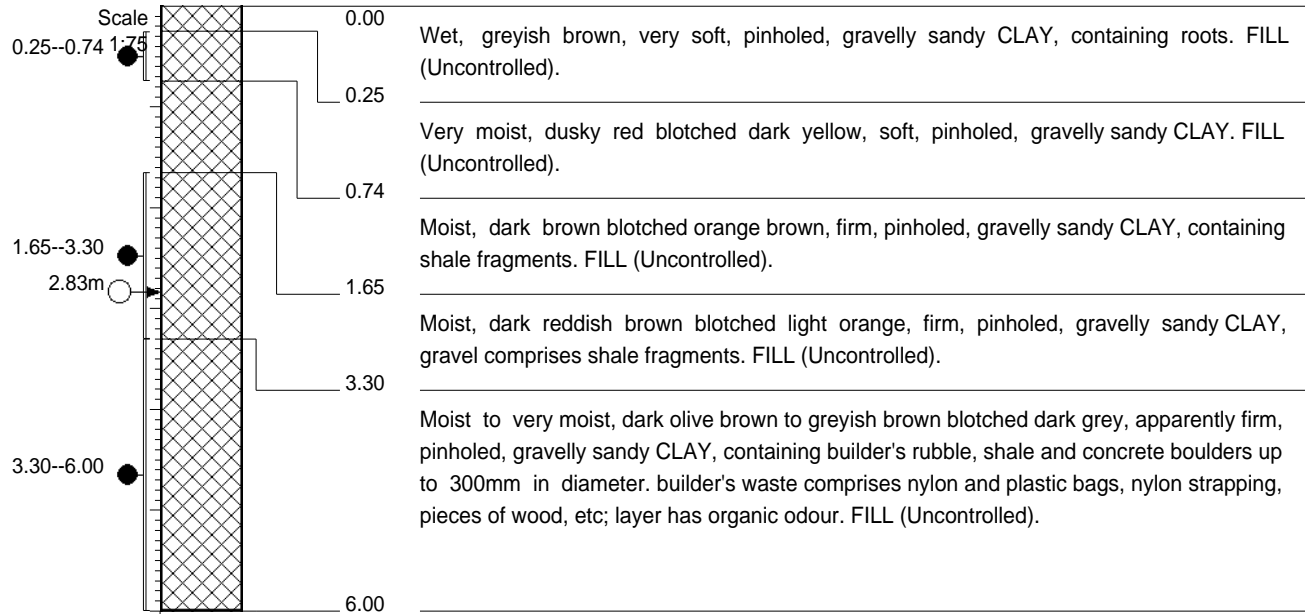 Scale
1:75
0.00
Wet, greyish brown, very soft, pinholed, gravelly sandy CLAY, containing roots. FILL
(Uncontrolled).
0.25--0.74
0.25
Very moist, dusky red blotched dark yellow, soft, pinholed, gravelly sandy CLAY. FILL
(Uncontrolled).
0.74
Moist, dark brown blotched orange brown, firm, pinholed, gravelly sandy CLAY, containing
shale fragments. FILL (Uncontrolled).
1.65--3.30
2.83m
1.65
Moist, dark reddish brown blotched light orange, firm, pinholed, gravelly sandy CLAY,
gravel comprises shale fragments. FILL (Uncontrolled).
3.30
Moist to very moist, dark olive brown to greyish brown blotched dark grey, apparently firm,
pinholed, gravelly sandy CLAY, containing builder's rubble, shale and concrete boulders up
to 300mm in diameter. builder's waste comprises nylon and plastic bags, nylon strapping,
pieces of wood, etc; layer has organic odour. FILL (Uncontrolled).
3.30--6.00
6.00